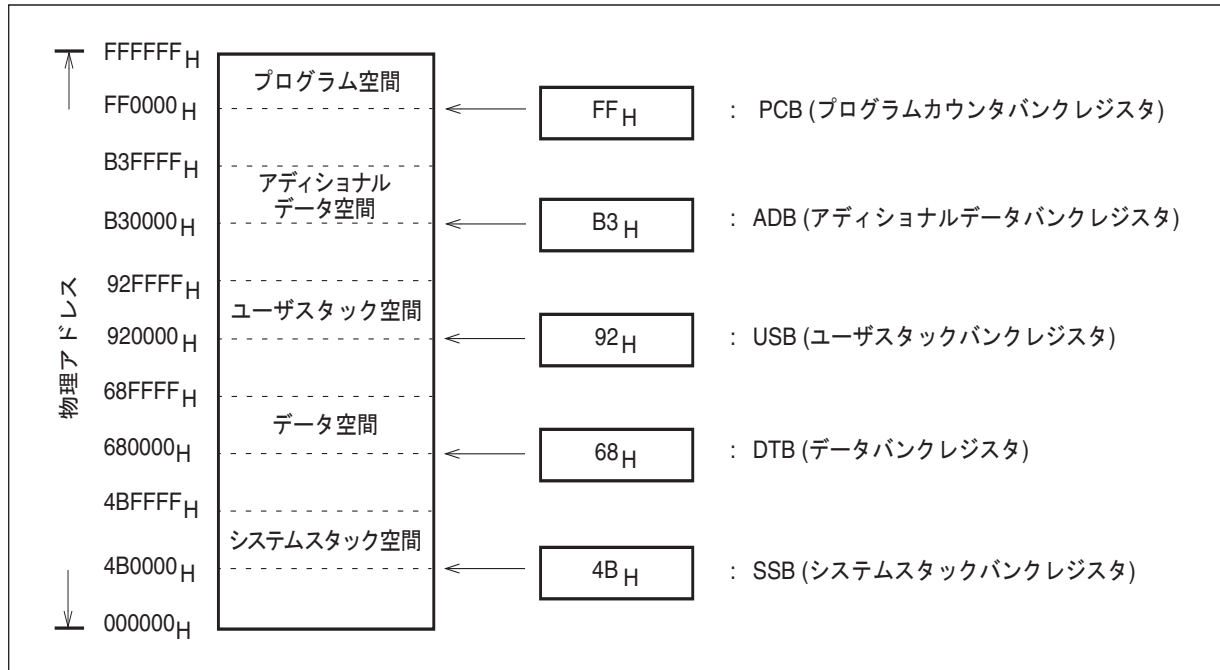 FFFFFFH
プログラム空間
FF0000H
FFH : PCB (プログラムカウンタバンクレジスタ)
B3FFFFH
アディショナル
データ空間
B30000H
B3H : ADB (アディショナルデータバンクレジスタ)
92FFFFH
ユーザスタック空間
920000H
92H : USB (ユーザスタックバンクレジスタ)
物理アドレス
68FFFFH
データ空間
680000H
68H : DTB (データバンクレジスタ)
4BFFFFH
システムスタック空間
4B0000H
4BH : SSB (システムスタックバンクレジスタ)
000000H